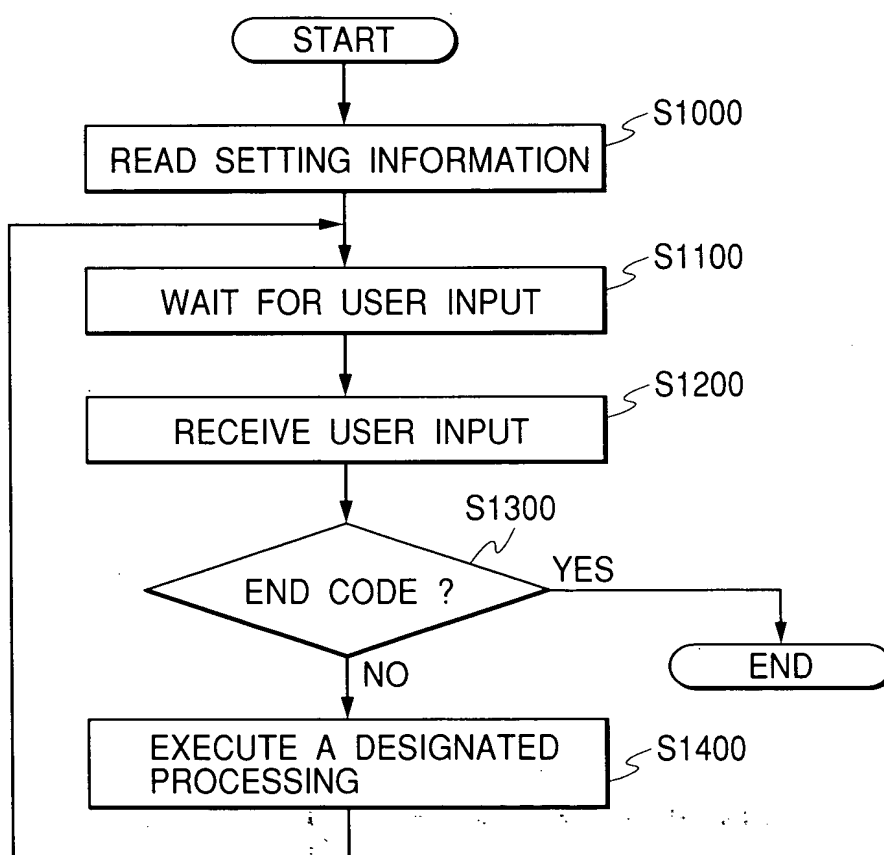 START
S1000
READ SETTING INFORMATION
S1100
WAIT FOR USER INPUT
S1200
RECEIVE USER INPUT
S1300
END CODE ?
YES
END
NO
EXECUTE A DESIGNATED
PROCESSING
S1400